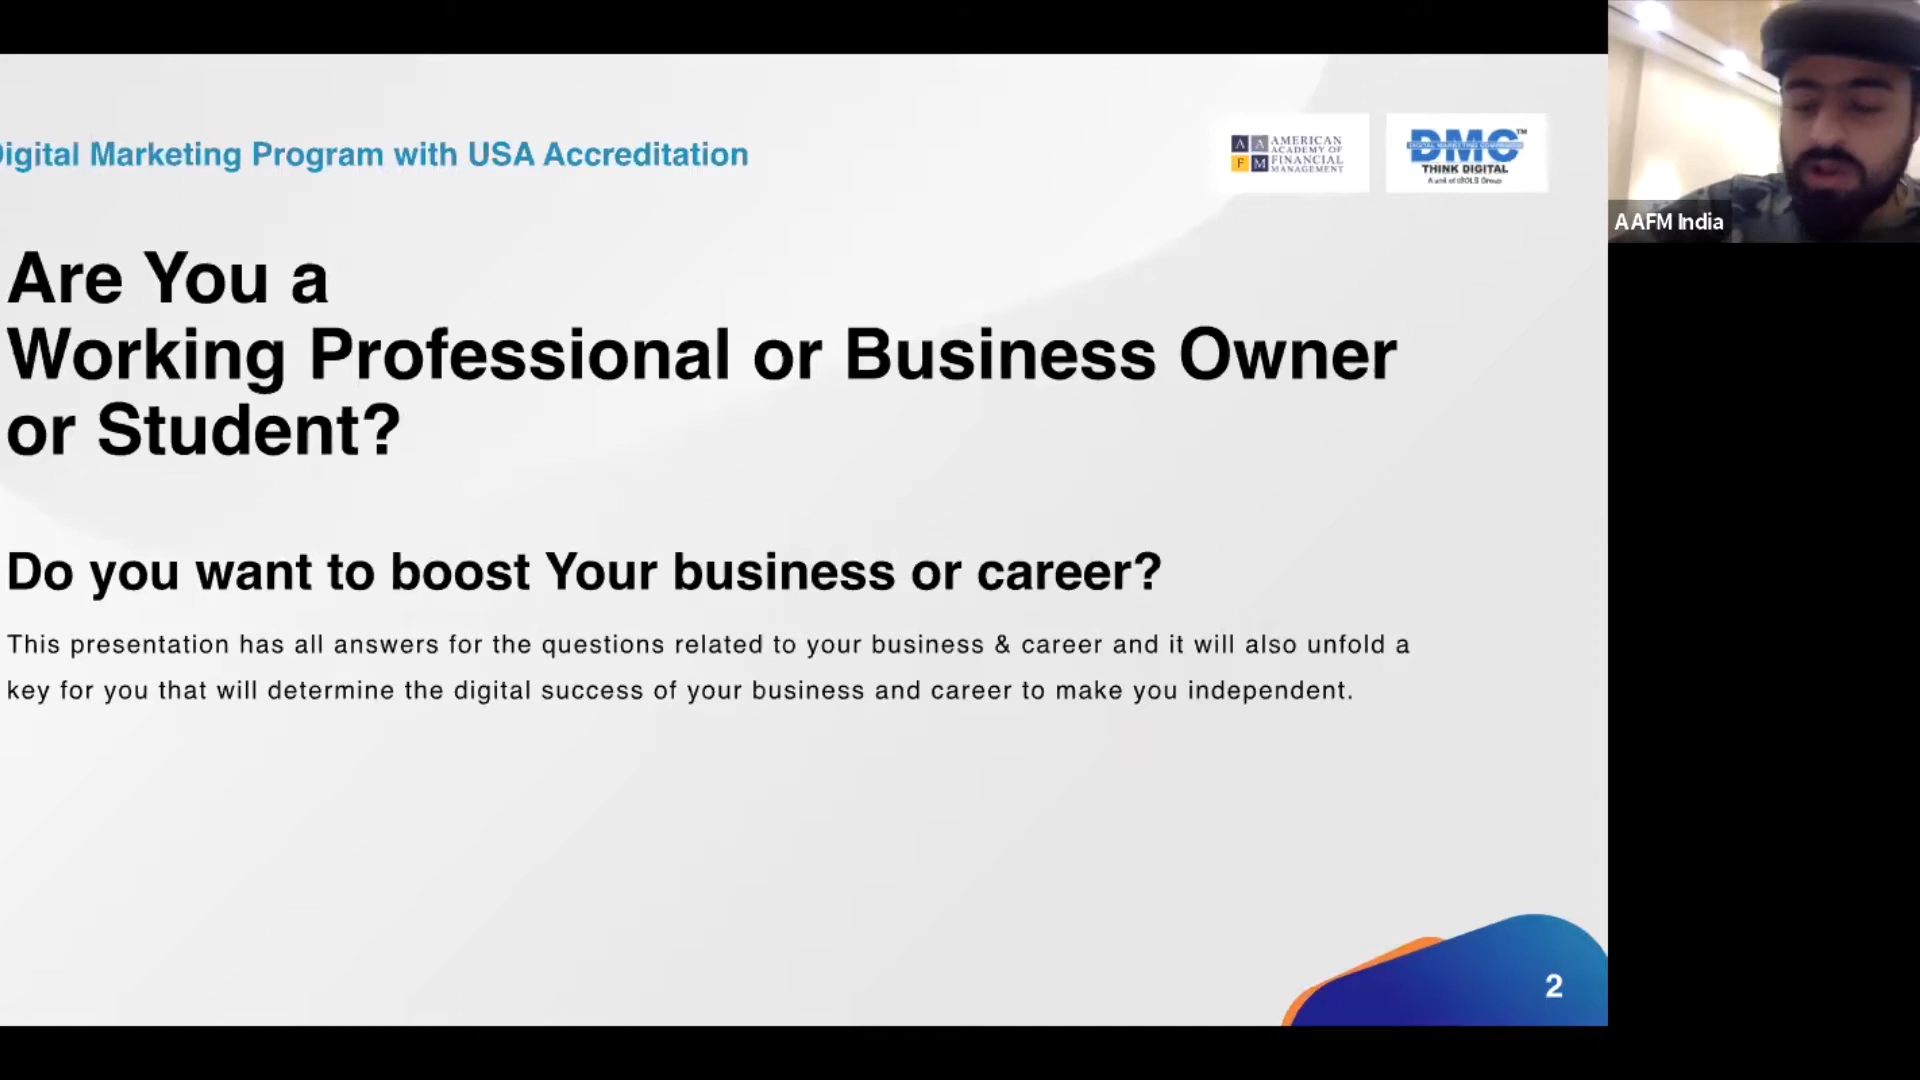 igital Marketing Program with USA Accreditation
A A
F M
AMERICAN
ACADEMY OF
FINANCIAL
MANAGEMENT
DMC TM
THINK DIGITAL
AAFM India
Are You a
Working Professional or Business Owner
or Student?
Do you want to boost Your business or career?
This presentation has all answers for the questions related to your business & career and it will also unfold a
key for you that will determine the digital success of your business and career to make you independent.
2